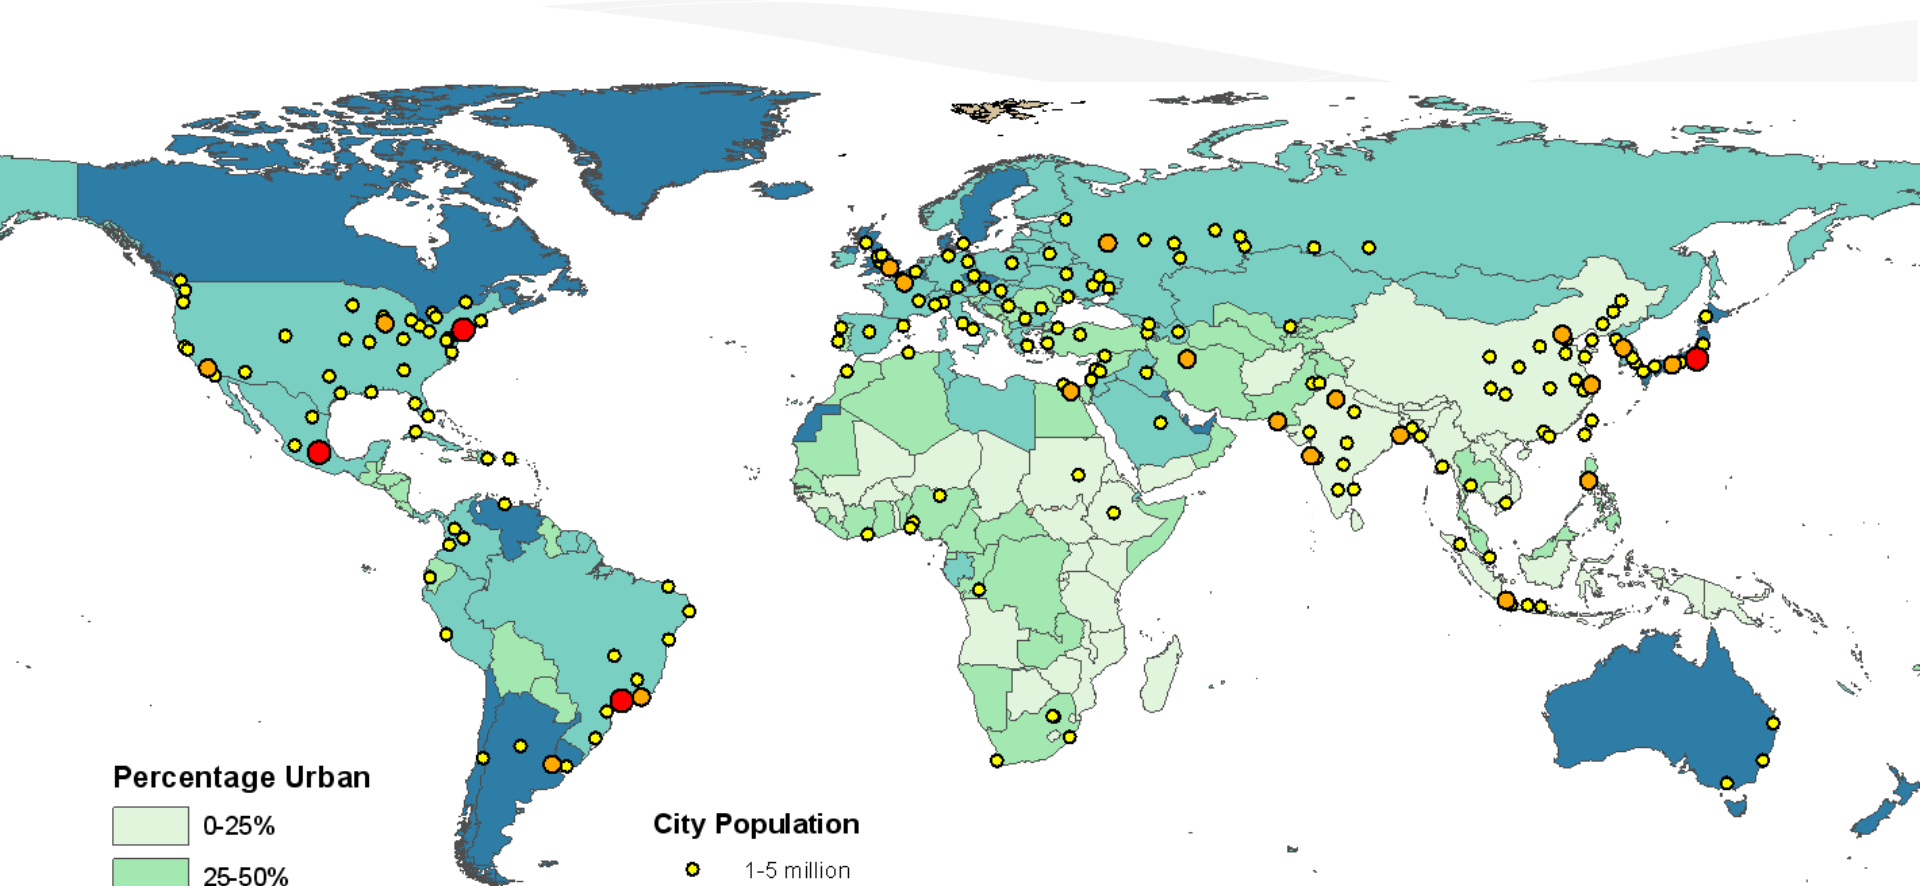 Percentage Urban
0-25%
25-50%
City Population
1-5 million